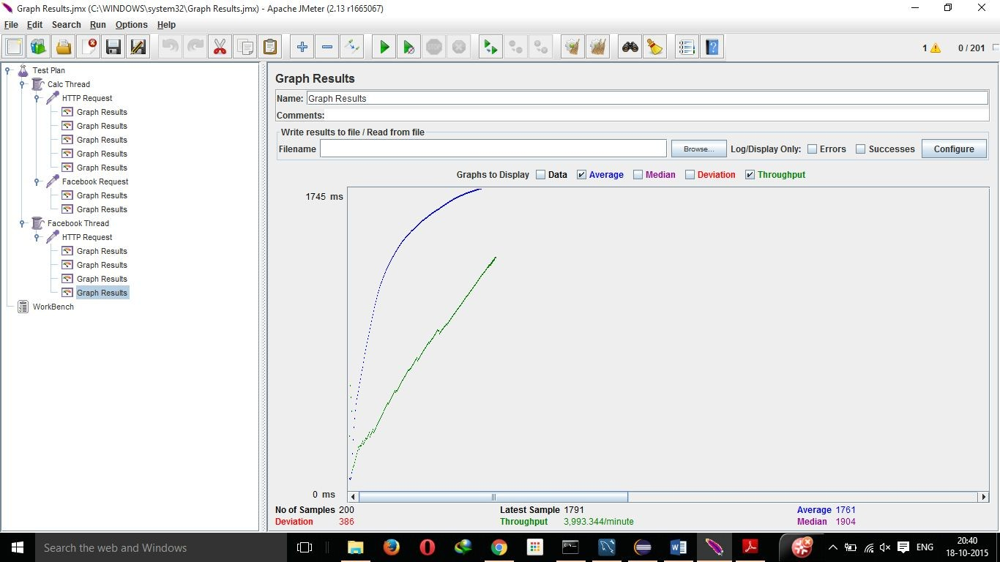 Graph Results.jmx (C:\WINDOWS\system32\Graph Results.jmx) - Apache JMeter (2.13 r1665067)
File Edit Search Run Options Help
1 0 / 201
Test Plan
Calc Thread
HTTP Request
Graph Results
Graph Results
Graph Results
Graph Results
Graph Results
Facebook Request
Graph Results
Graph Results
Facebook Thread
HTTP Request
Graph Results
Graph Results
Graph Results
Graph Results
WorkBench
Graph Results
Name: Graph Results
Comments:
Write results to file / Read from file
Filename Browse... Log/Display Only: Errors Successes Configure
Graphs to Display Data Average Median Deviation Throughput
1745 ms
0 ms
No of Samples 200 Latest Sample 1791 Average 1761
Deviation 386 Throughput 3,993.344/minute Median 1904
Search the web and Windows
ENG
20:40
18-10-2015